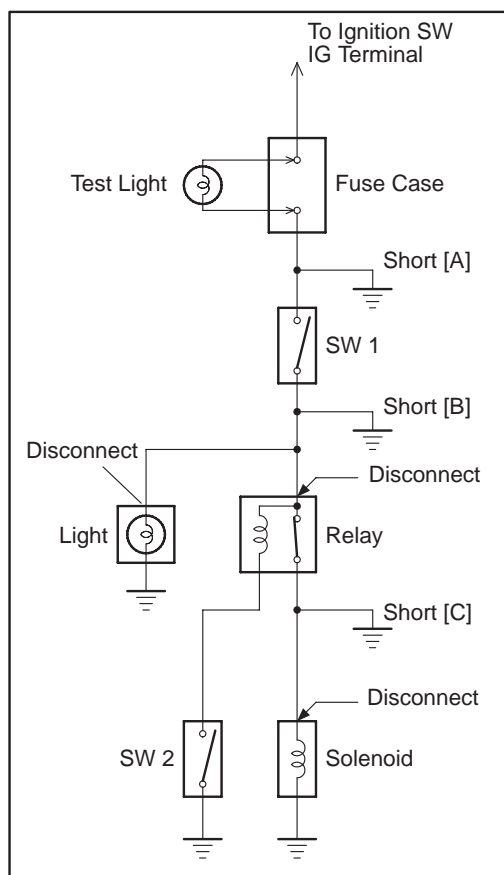 To Ignition SW
IG Terminal
Test Light
Fuse Case
Short [A]
SW 1
Short [B]
Disconnect
Disconnect
Light
Relay
Short [C]
Disconnect
SW 2
Solenoid